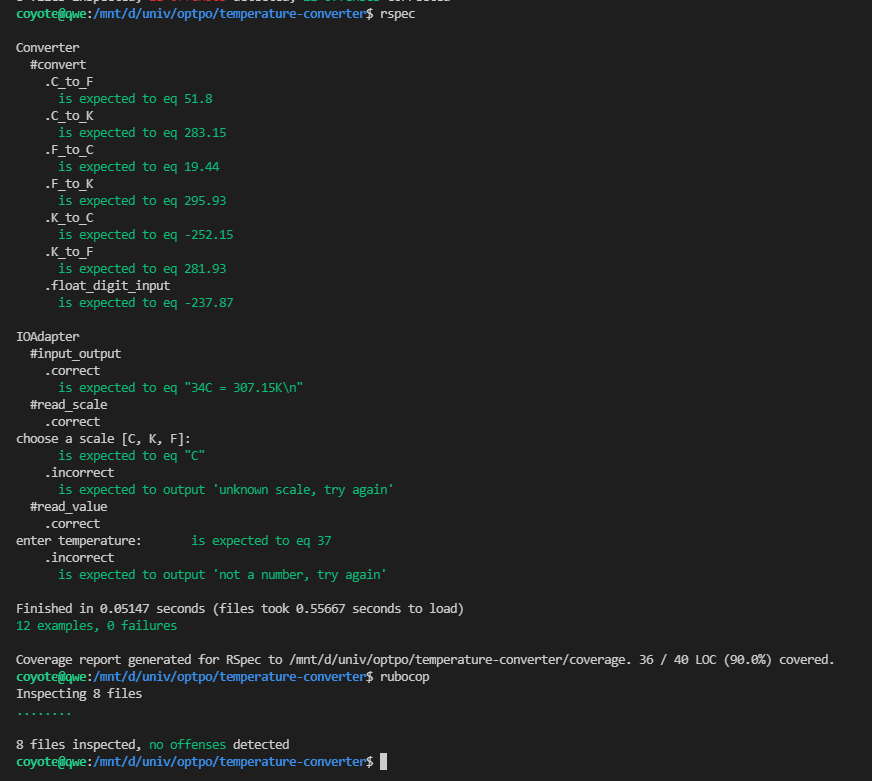 coyote@qwe:/mnt/d/univ/optpo/temperature-converter$ rspec
Converter
#convert
.C_to_F
is expected to eq 51.8
.C_to_K
is expected to eq 283.15
.F_to_C
is expected to eq 19.44
.F_to_K
is expected to eq 295.93
.K_to_C
is expected to eq -252.15
.K_to_F
is expected to eq 281.93
.float_digit_input
is expected to eq -237.87
IOAdapter
#input_output
.correct
is expected to eq "34C = 307.15K\n"
#read_scale
.correct
choose a scale [C, K, F]:
is expected to eq "C"
.incorrect
is expected to output 'unknown scale, try again'
#read_value
.correct
enter temperature: is expected to eq 37
.incorrect
is expected to output 'not a number, try again'
Finished in 0.05147 seconds (files took 0.55667 seconds to load)
12 examples, 0 failures
Coverage report generated for RSpec to /mnt/d/univ/optpo/temperature-converter/coverage. 36 / 40 LOC (90.0%) covered.
coyote@qwe:/mnt/d/univ/optpo/temperature-converter$ rubocop
Inspecting 8 files
........
8 files inspected, no offenses detected
coyote@qwe:/mnt/d/univ/optpo/temperature-converter$